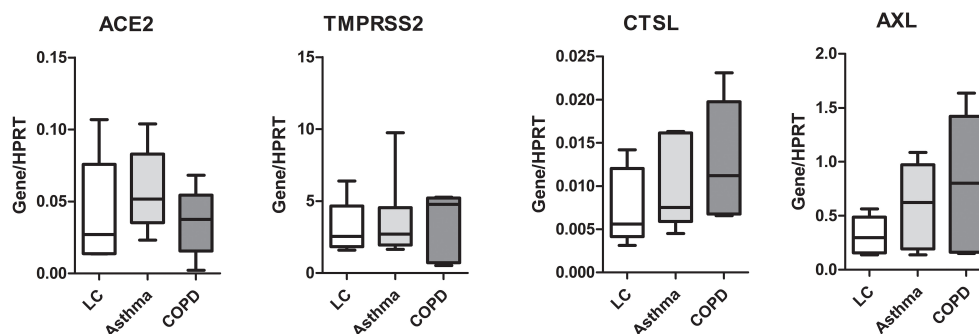 ACE2
Gene/HPRT
0.15
0.10
0.05
0.00
LC
Asthma
COPD
TMPRSS2
Gene/HPRT
15
10
5
0
LC
Asthma
COPD
CTSL
Gene/HPRT
0.025
0.020
0.015
0.010
0.005
0.000
LC
Asthma
COPD
AXL
Gene/HPRT
2.0
1.5
1.0
0.5
0.0
LC
Asthma
COPD